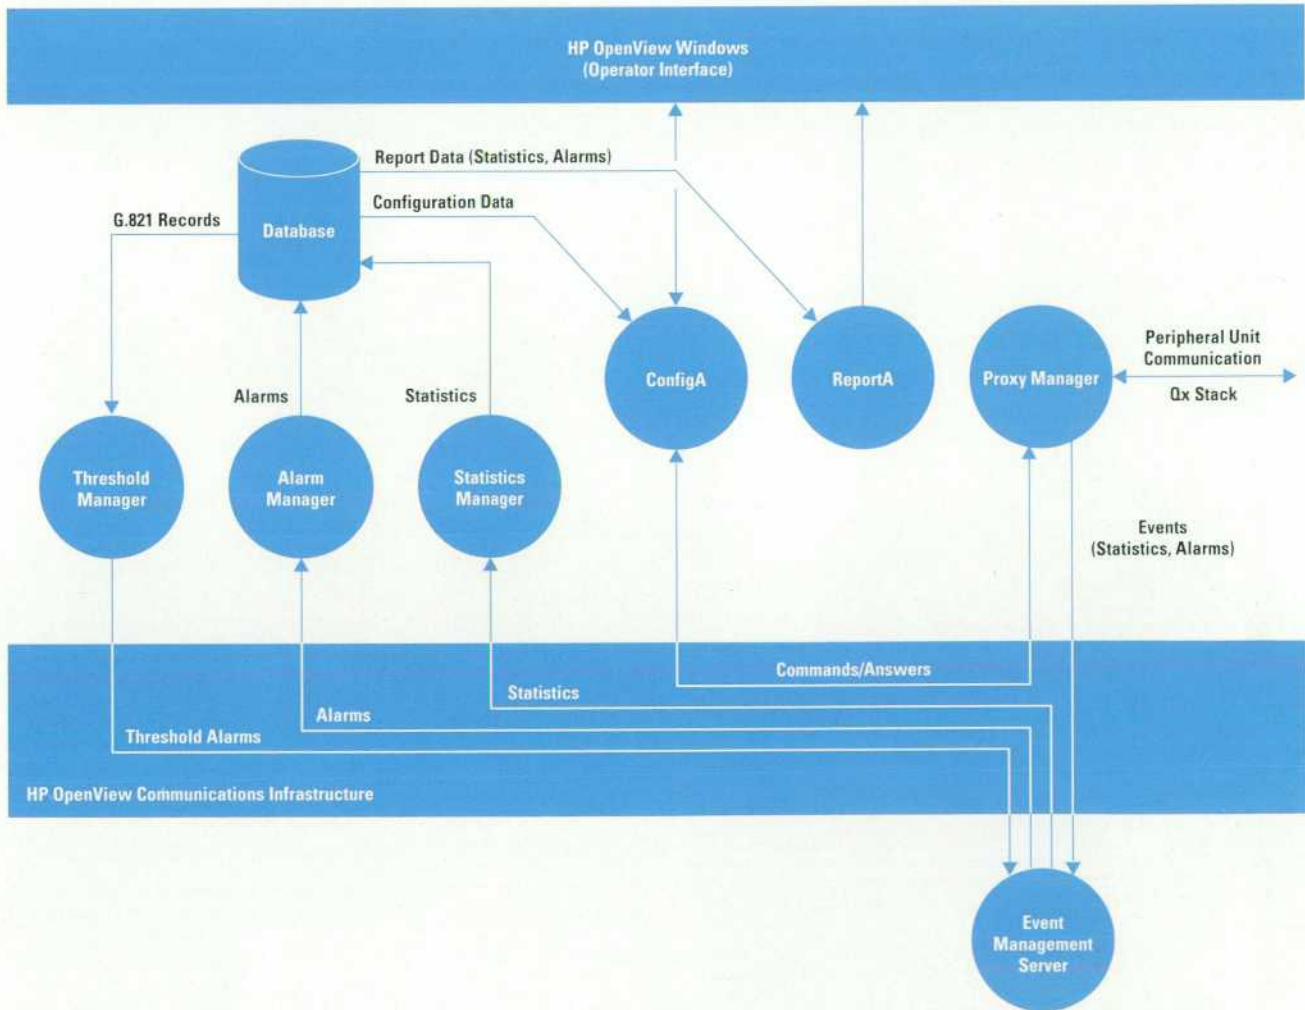 HP OpenView Windows
(Operator Interface)
Report Data (Statistics, Alarms)
Configuration Data
G.821 Records
Database
Peripheral Unit
Communication
Qx Stack
ConfigA
ReportA
Proxy Manager
Alarms
Statistics
Threshold
Manager
Alarm
Manager
Statistics
Manager
Events
(Statistics, Alarms)
Commands/Answers
Statistics
Alarms
Threshold Alarms
HP OpenView Communications Infrastructure
Event
Management
Server